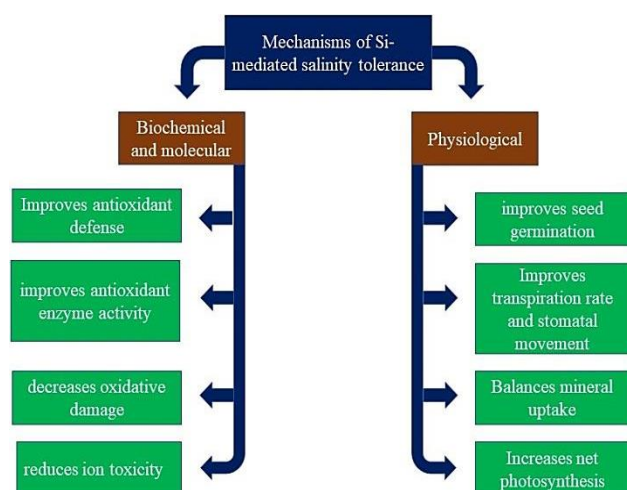 Mechanisms of Si-
mediated salinity tolerance
Biochemical
and molecular
Improves antioxidant
defense
improves antioxidant
enzyme activity
decreases oxidative
damage
reduces ion toxicity
Physiological
improves seed
germination
Improves
transpiration rate
and stomatal
movement
Balances mineral
uptake
Increases net
photosynthesis